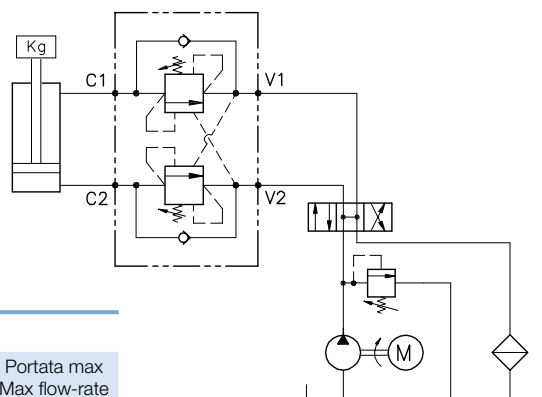 Kg
C1
V1
C2
V2
M
Portata max
Max flow-rate